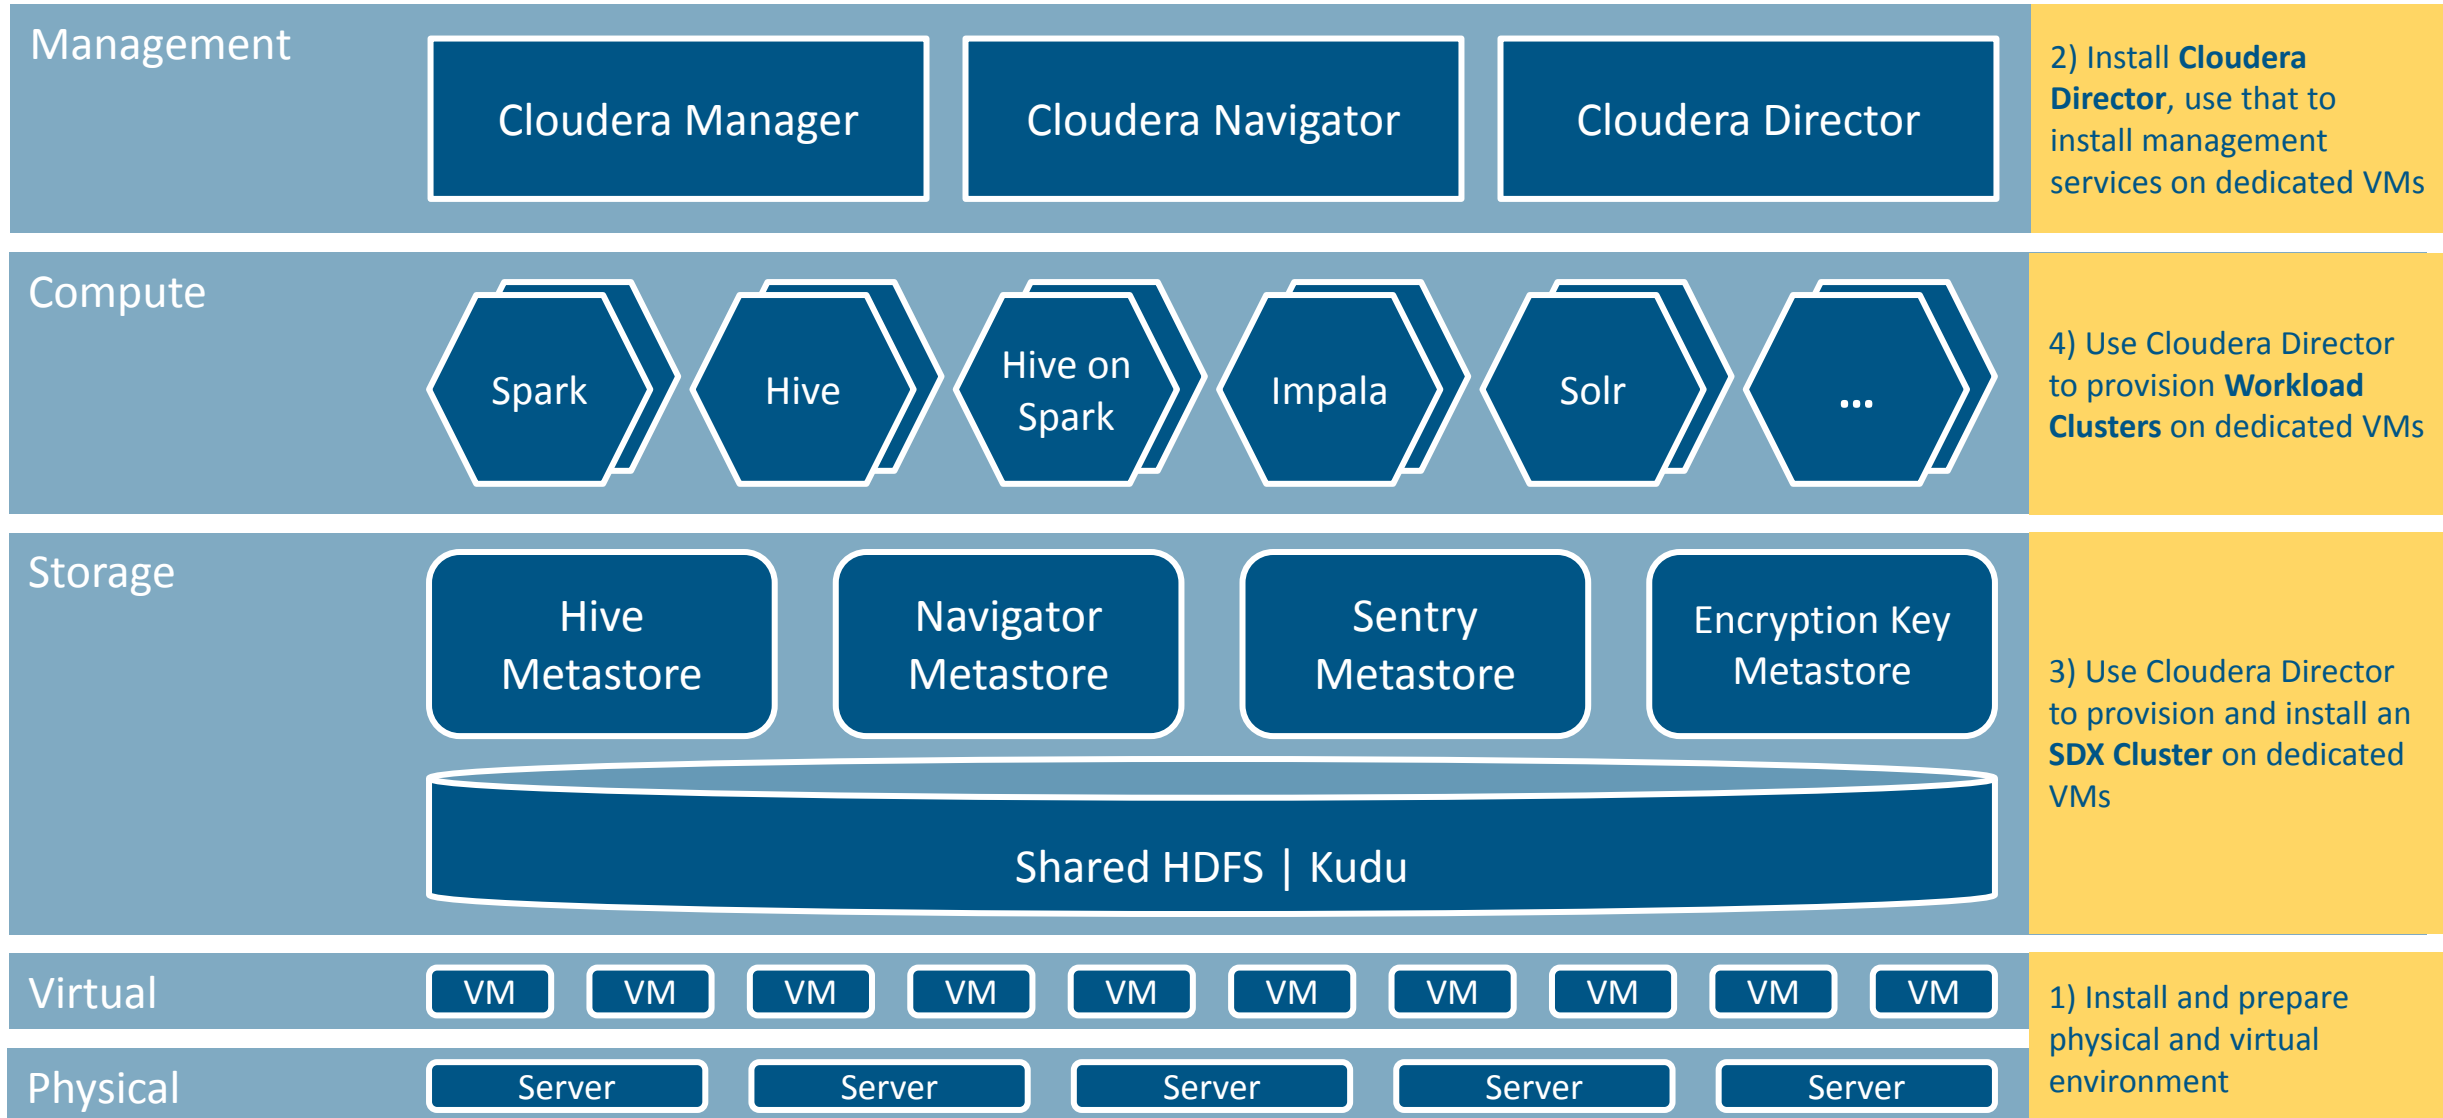 Management
Cloudera Manager
Cloudera Navigator
Cloudera Director
2) Install Cloudera
Director, use that to
install management
services on dedicated VMs
Compute
Spark
Hive
Hive on
Spark
Impala
Solr
...
4) Use Cloudera Director
to provision Workload
Clusters on dedicated VMs
Storage
Hive
Metastore
Navigator
Metastore
Sentry
Metastore
Encryption Key
Metastore
Shared HDFS | Kudu
3) Use Cloudera Director
to provision and install an
SDX Cluster on dedicated
VMs
Virtual
VM
VM
VM
VM
VM
VM
VM
VM
VM
VM
Physical
Server
Server
Server
Server
Server
1) Install and prepare
physical and virtual
environment